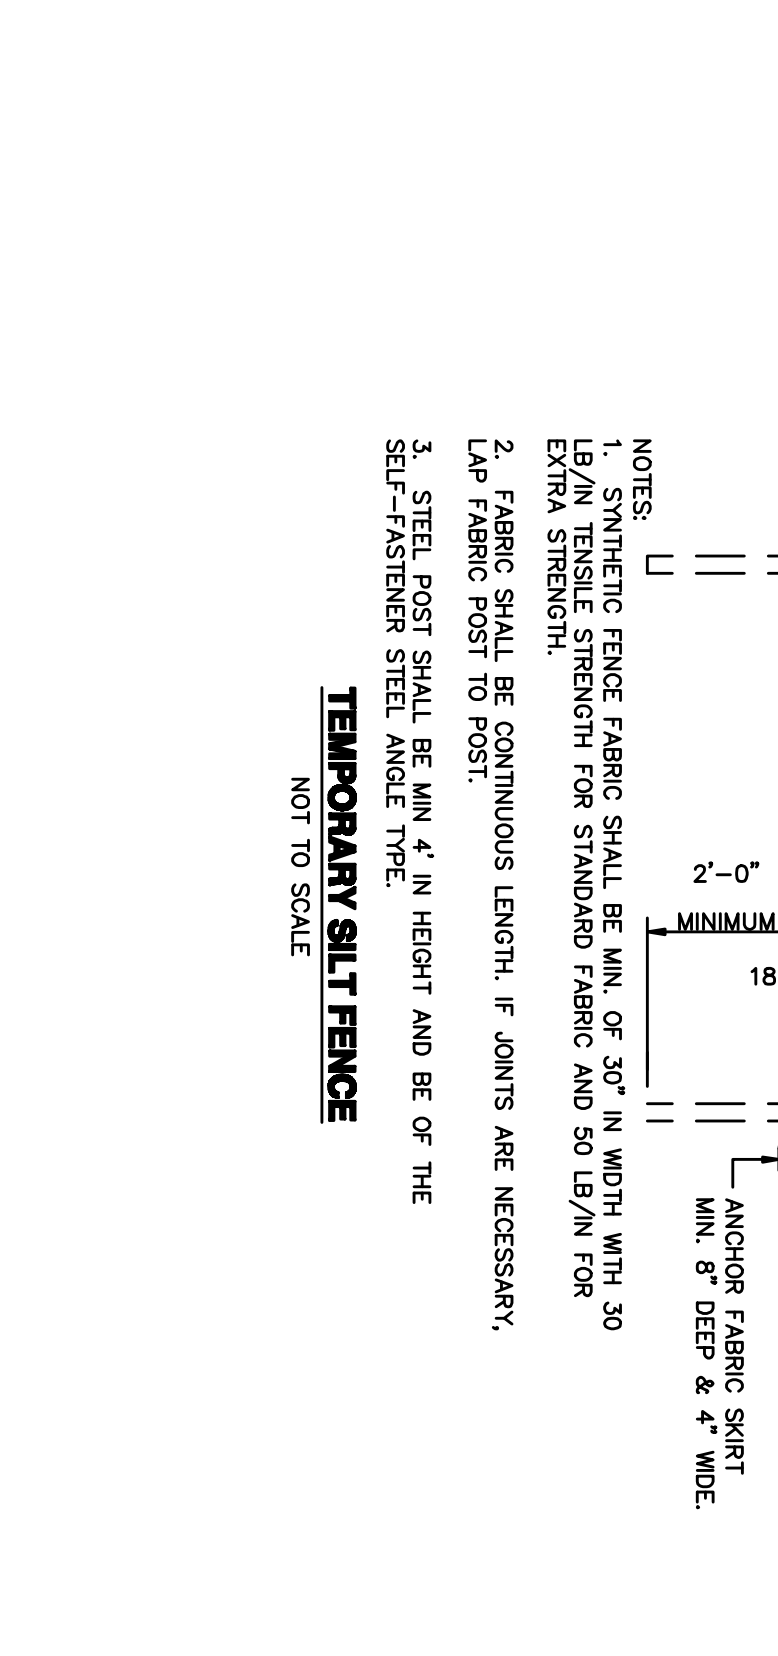 2'-0"
MINIMUM
18
ANCHOR FABRIC SKIRT
MIN. 8" DEEP & 4" WIDE.
NOTES:
1. SYNTHETIC FENCE FABRIC SHALL BE MIN. OF 30" IN WIDTH WITH 30
LB/IN TENSILE STRENGTH FOR STANDARD FABRIC AND 50 LB/IN FOR
EXTRA STRENGTH.
2. FABRIC SHALL BE CONTINUOUS LENGTH. IF JOINTS ARE NECESSARY,
LAP FABRIC POST TO POST.
3. STEEL POST SHALL BE MIN 4' IN HEIGHT AND BE OF THE
SELF-FASTENER STEEL ANGLE TYPE.
TEMPORARY SILT FENCE
NOT TO SCALE